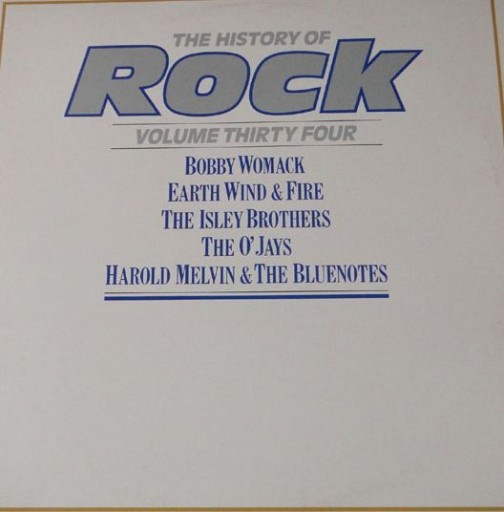 THE HISTORY OF
ROCK
VOLUME THIRTY FOUR
BOBBY WOMACK
EARTH WIND & FIRE
THE ISLEY BROTHERS
THE O'JAYS
HAROLD MELVIN & THE BLUENOTES